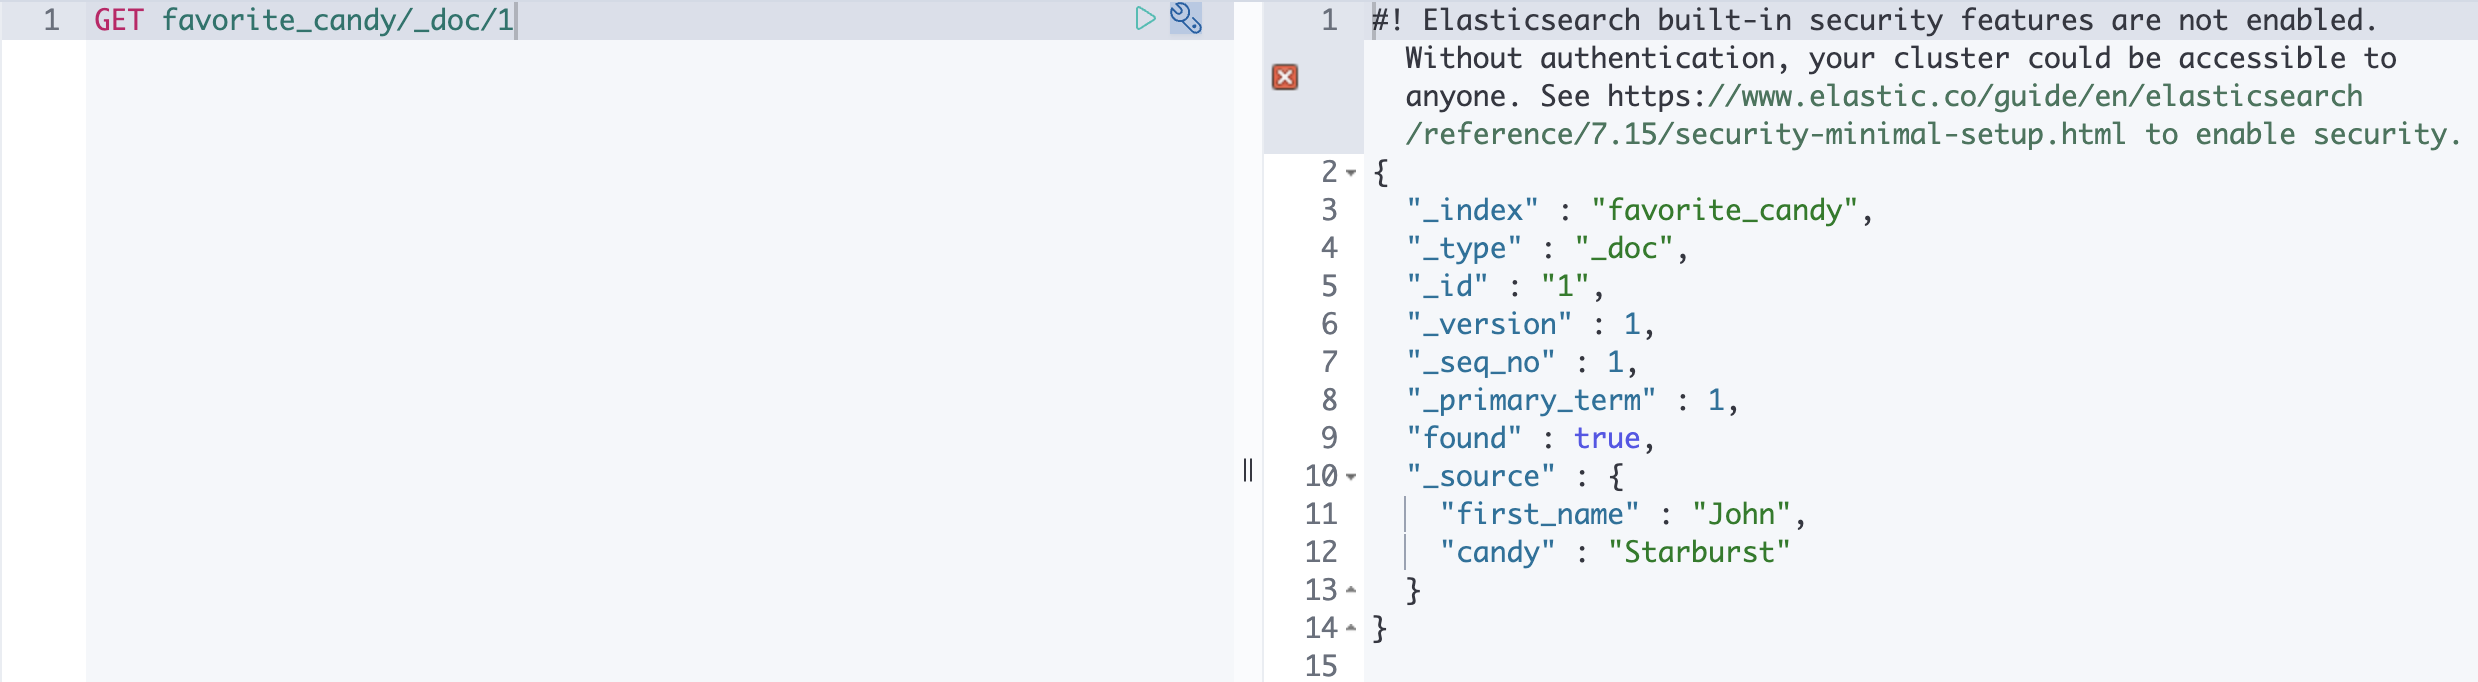 1 GET favorite_candy/_doc/1
1 #! Elasticsearch built-in security features are not enabled.
Without authentication, your cluster could be accessible to
anyone. See https://www.elastic.co/guide/en/elasticsearch
/reference/7.15/security-minimal-setup.html to enable security.
2 {
3 "_index" : "favorite_candy",
4 "_type" : "_doc",
5 "_id" : "1",
6 "_version" : 1,
7 "_seq_no" : 1,
8 "_primary_term" : 1,
9 "found" : true,
10 "_source" : {
11 "first_name" : "John",
12 "candy" : "Starburst"
13 }
14 }
15